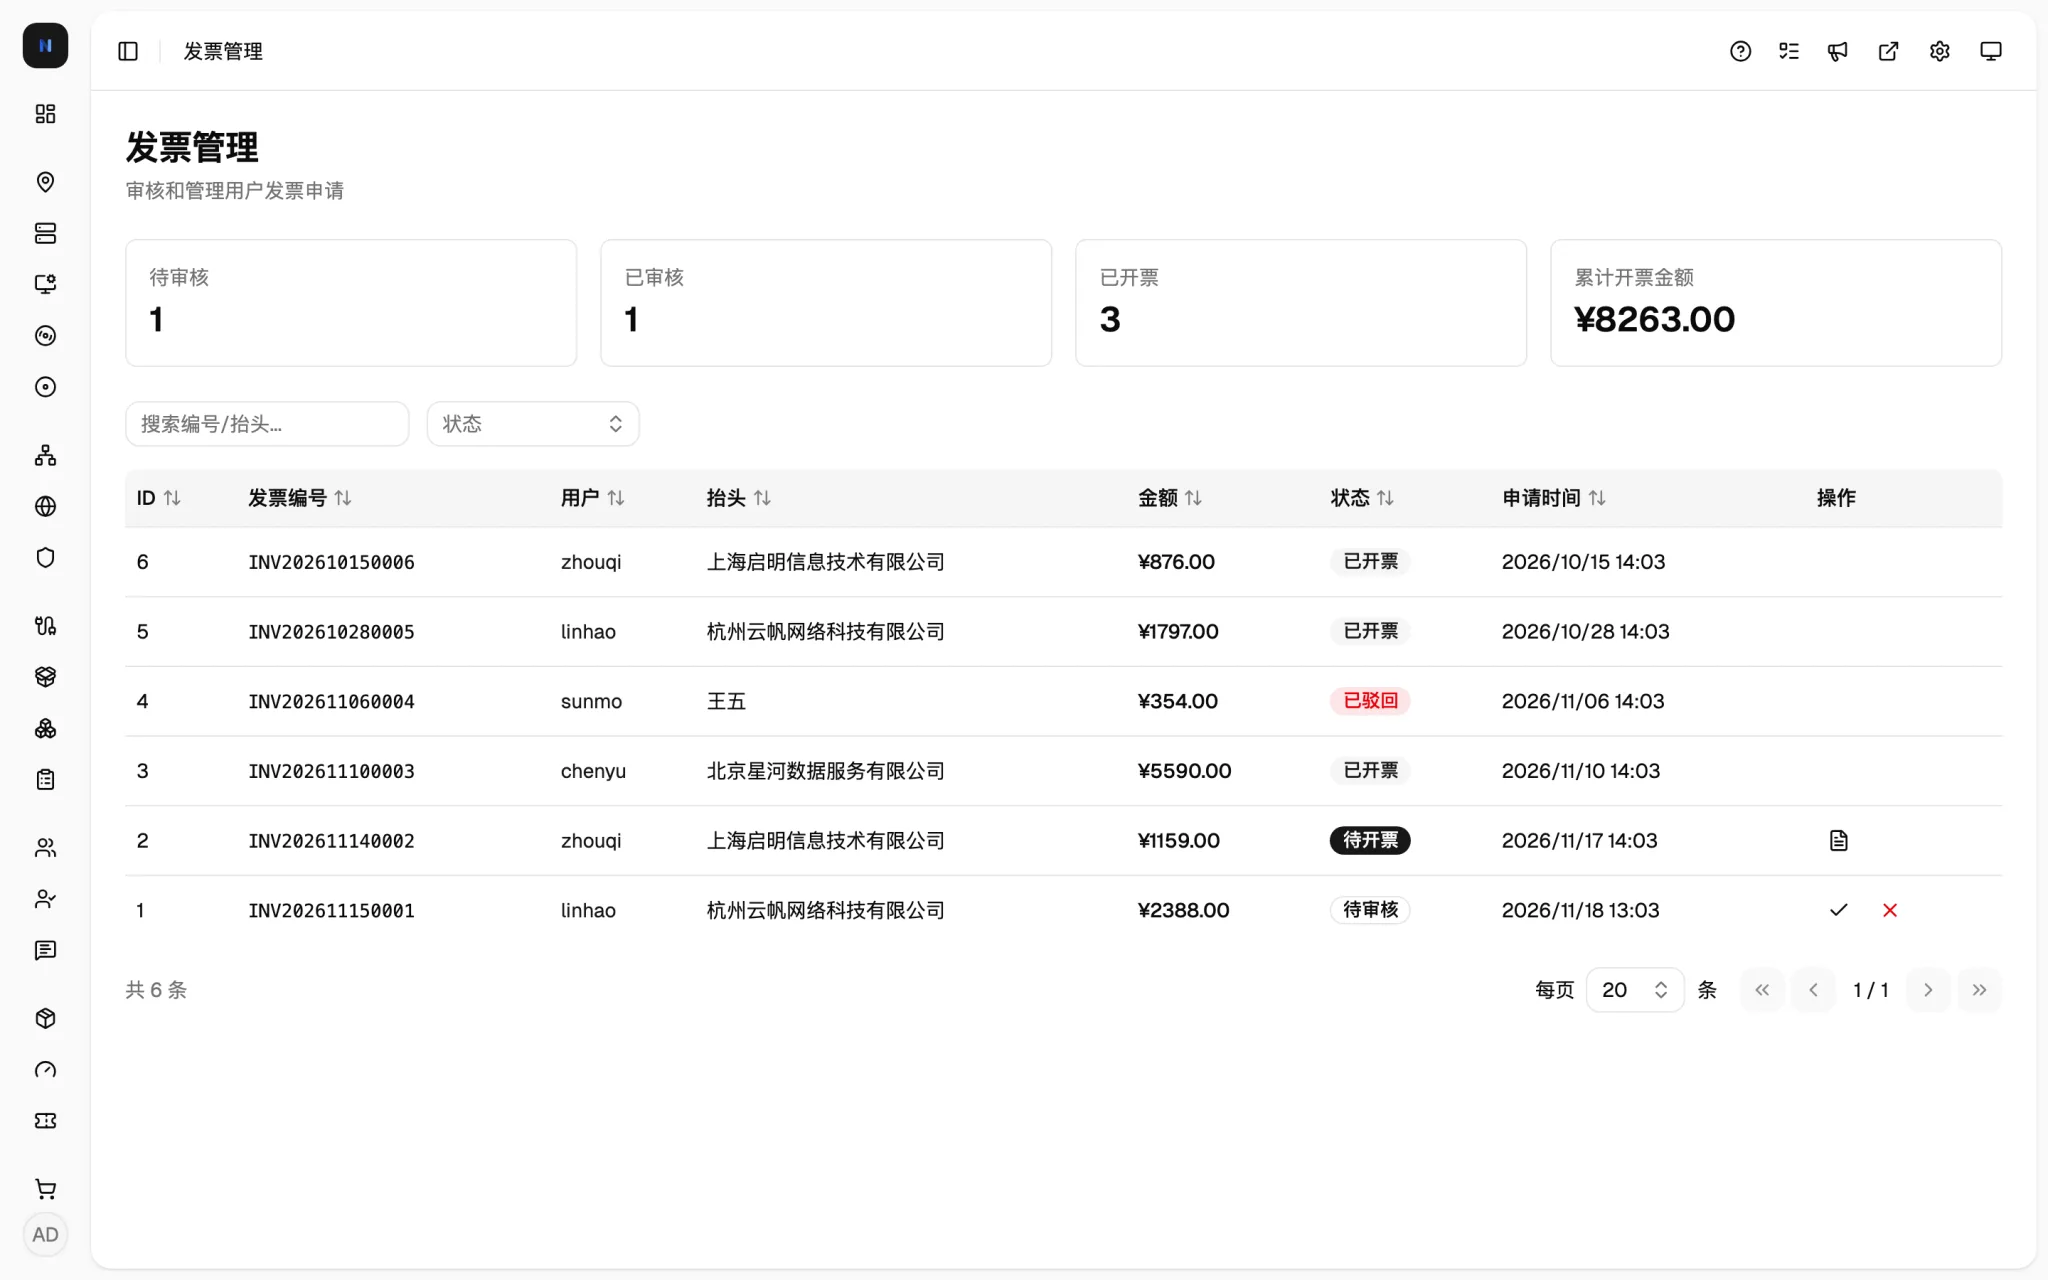 N
发票管理
发票管理
审核和管理用户发票申请
待审核
1
已审核
1
已开票
3
累计开票金额
¥8263.00
搜索编号/抬头...
状态
ID 发票编号 用户 抬头 金额 状态 申请时间 操作
6 INV202610150006 zhouqi 上海启明信息技术有限公司 ¥876.00 已开票 2026/10/15 14:03
5 INV202610280005 linhao 杭州云帆网络科技有限公司 ¥1797.00 已开票 2026/10/28 14:03
4 INV202611060004 sunmo 王五 ¥354.00 已驳回 2026/11/06 14:03
3 INV202611100003 chenyu 北京星河数据服务有限公司 ¥5590.00 已开票 2026/11/10 14:03
2 INV202611140002 zhouqi 上海启明信息技术有限公司 ¥1159.00 待开票 2026/11/17 14:03
1 INV202611150001 linhao 杭州云帆网络科技有限公司 ¥2388.00 待审核 2026/11/18 13:03
共 6 条
每页 20 条 1 / 1
AD